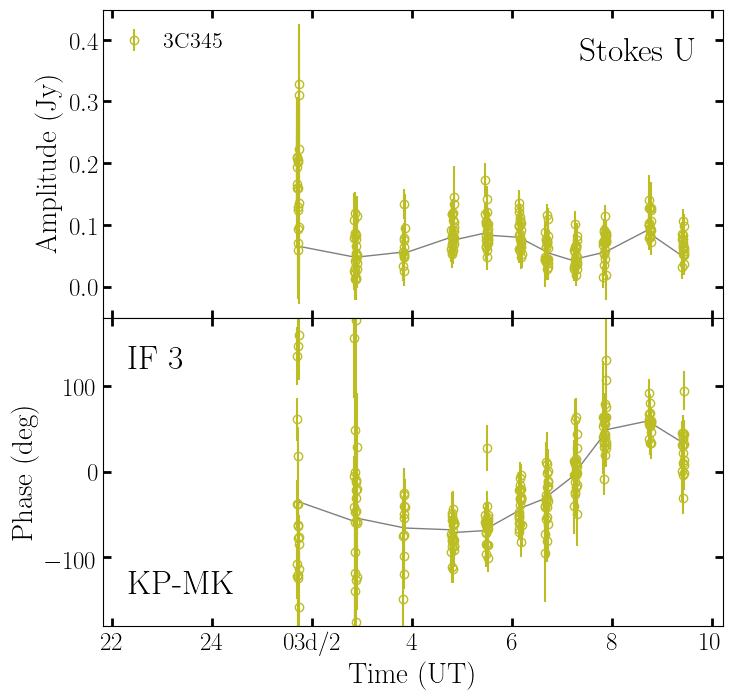 3C345
Stokes U
Amplitude (Jy)
0.4
0.3
0.2
0.1
0.0
IF 3
KP-MK
Phase (deg)
100
0
−100
22 24 03d/2 4 6 8 10
Time (UT)